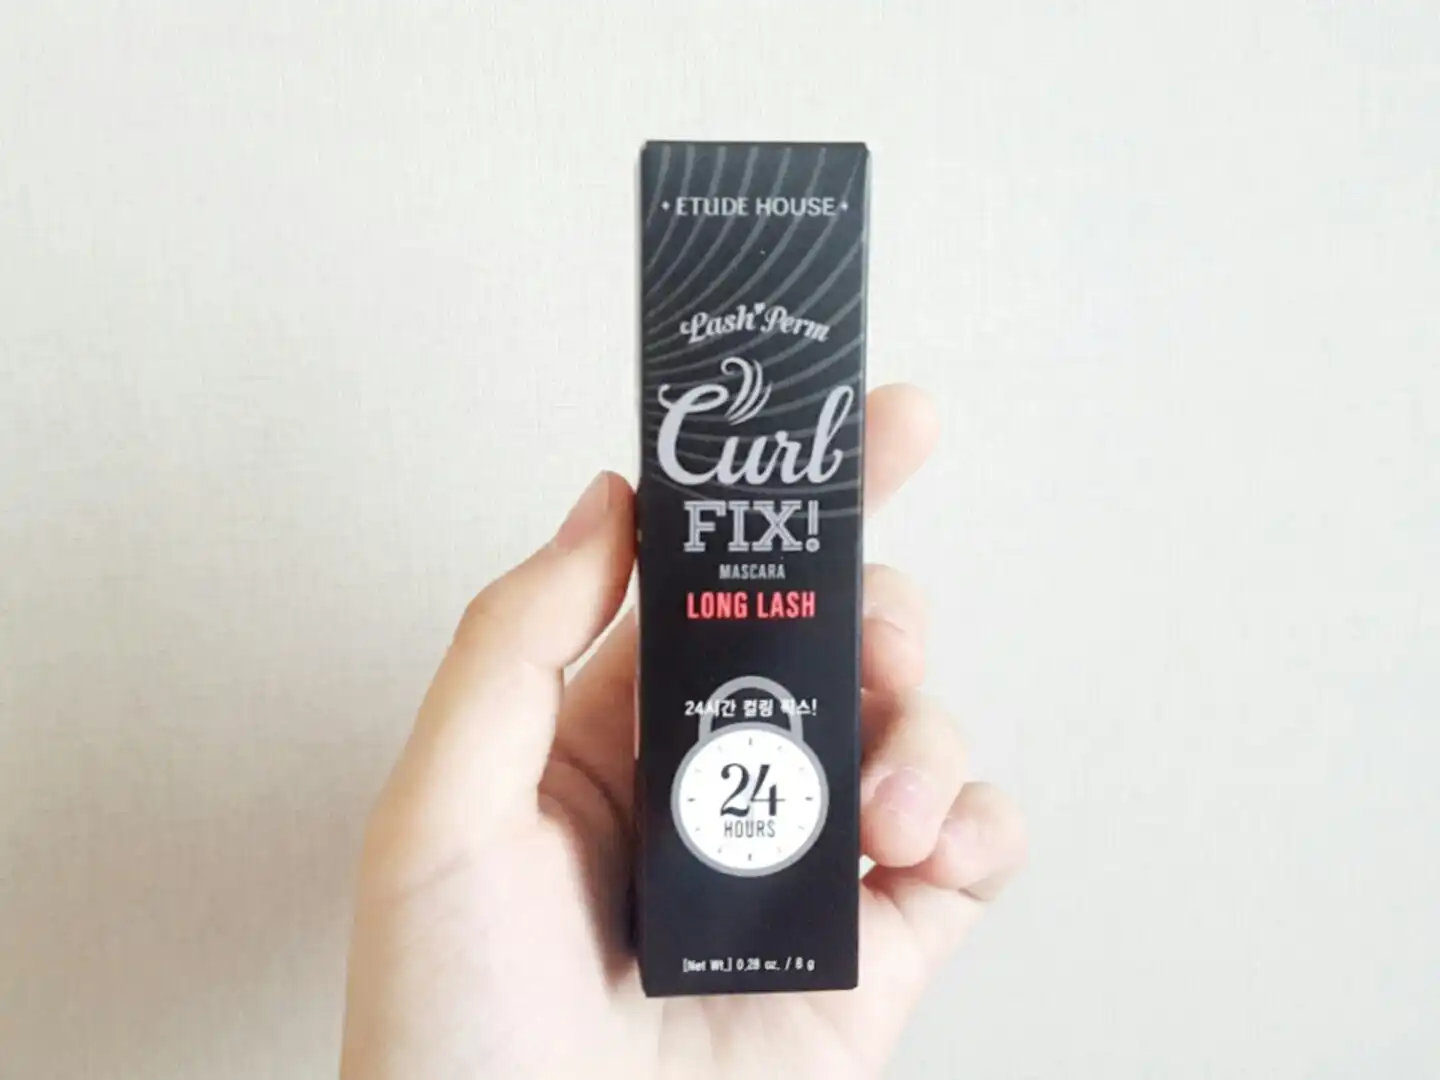 ETUDE HOUSE
Lash Perm
Curl
FIX!
MASCARA
LONG LASH
24시간 컬링 픽스!
24
HOURS
[Net Wt.] 0.28 oz. / 8 g